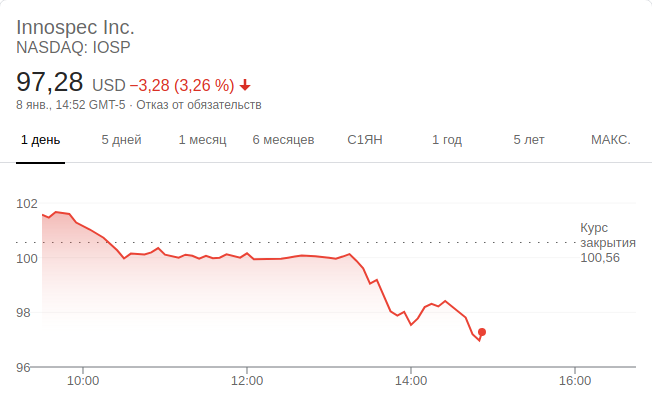 Innospec Inc.
NASDAQ: IOSP
97,28 USD −3,28 (3,26 %)
8 янв., 14:52 GMT-5 · Отказ от обязательств
1 день 5 дней 1 месяц 6 месяцев С1ЯН 1 год 5 лет МАКС.
102
Курс
закрытия
100,56
100
98
96
10:00 12:00 14:00 16:00